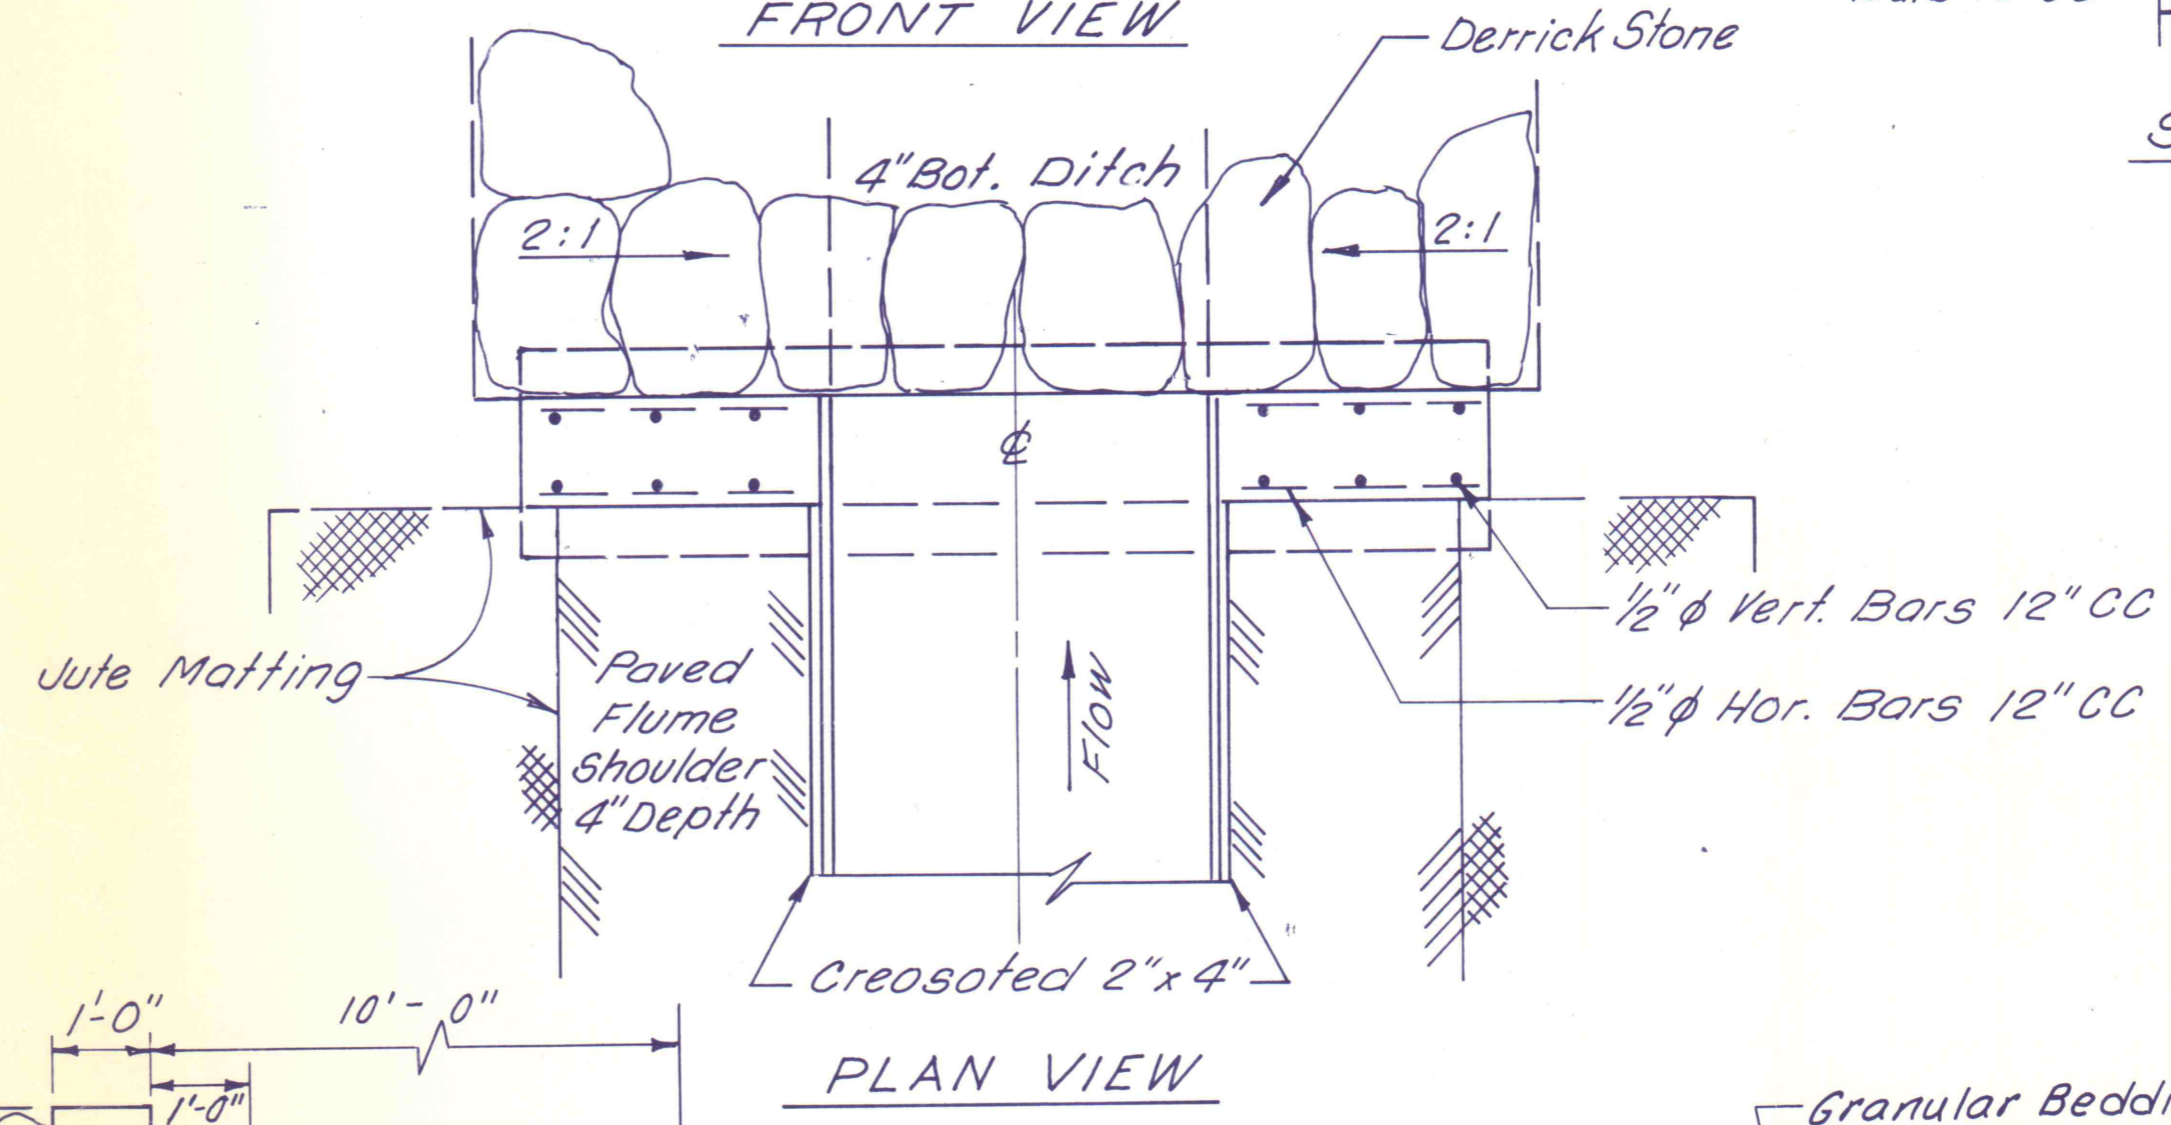 FRONT VIEW
Derrick Stone
4" Bot. Ditch
2:1
2:1
℄
½"φ Vert. Bars 12" CC
Jute Matting
Paved
Flume
Shoulder
4" Depth
Flow
½"φ Hor. Bars 12" CC
Creosoted 2"x 4"
1'-0"
10'- 0"
1'-0"
PLAN VIEW
Granular